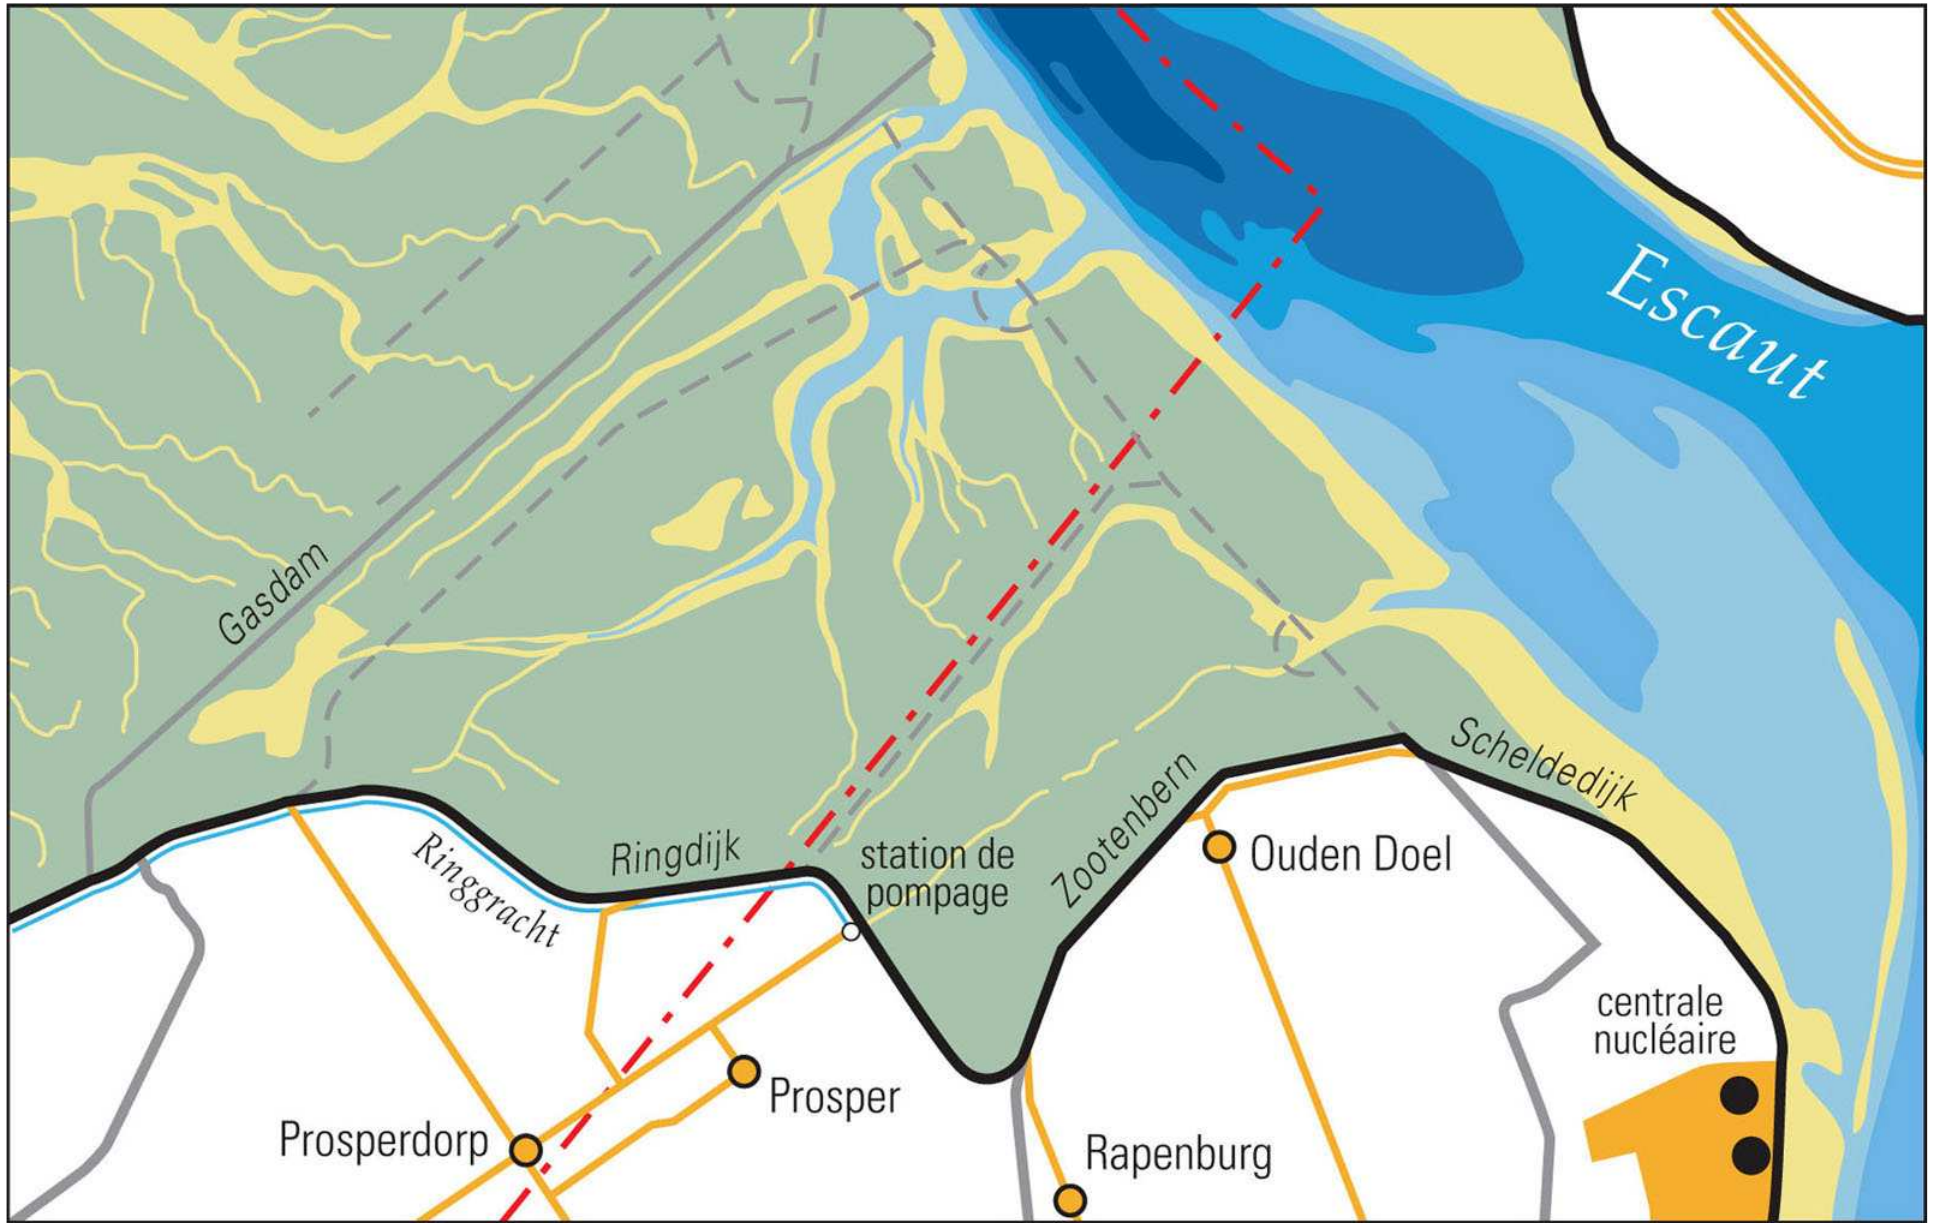 Escaut
Gasdam
Scheldedijk
Ringgracht
Ringdijk
station de
pompage
Zootenbern
Ouden Doel
centrale
nucléaire
Prosper
Prosperdorp
Rapenburg